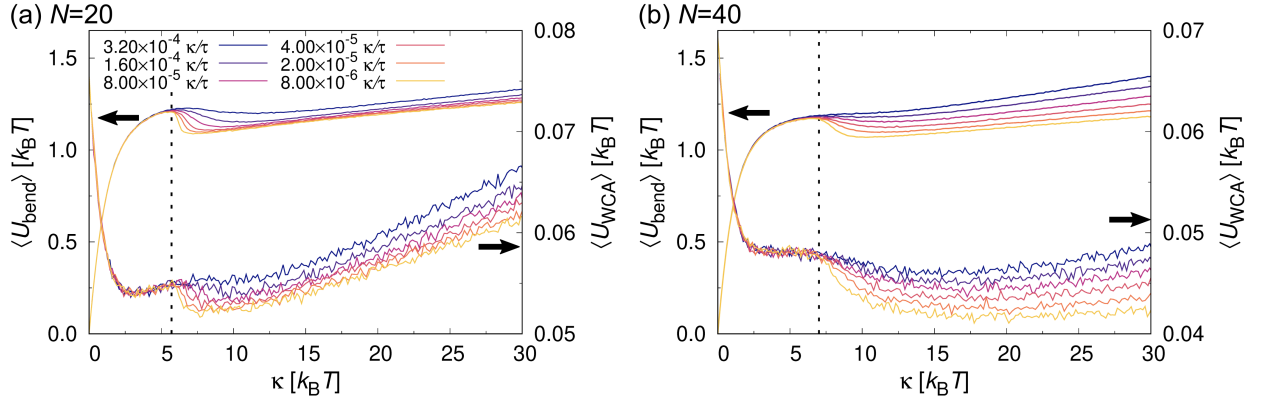 (a) N=20
3.20×10⁻⁴ κ/τ
1.60×10⁻⁴ κ/τ
8.00×10⁻⁵ κ/τ
4.00×10⁻⁵ κ/τ
2.00×10⁻⁵ κ/τ
8.00×10⁻⁶ κ/τ
⟨U_bend⟩ [k_BT]
1.5
1.0
0.5
0.0
0.08
0.07
0.06
0.05
⟨U_WCA⟩ [k_BT]
0 5 10 15 20 25 30
κ [k_BT]
(b) N=40
⟨U_bend⟩ [k_BT]
1.5
1.0
0.5
0.0
0.07
0.06
0.05
0.04
⟨U_WCA⟩ [k_BT]
0 5 10 15 20 25 30
κ [k_BT]